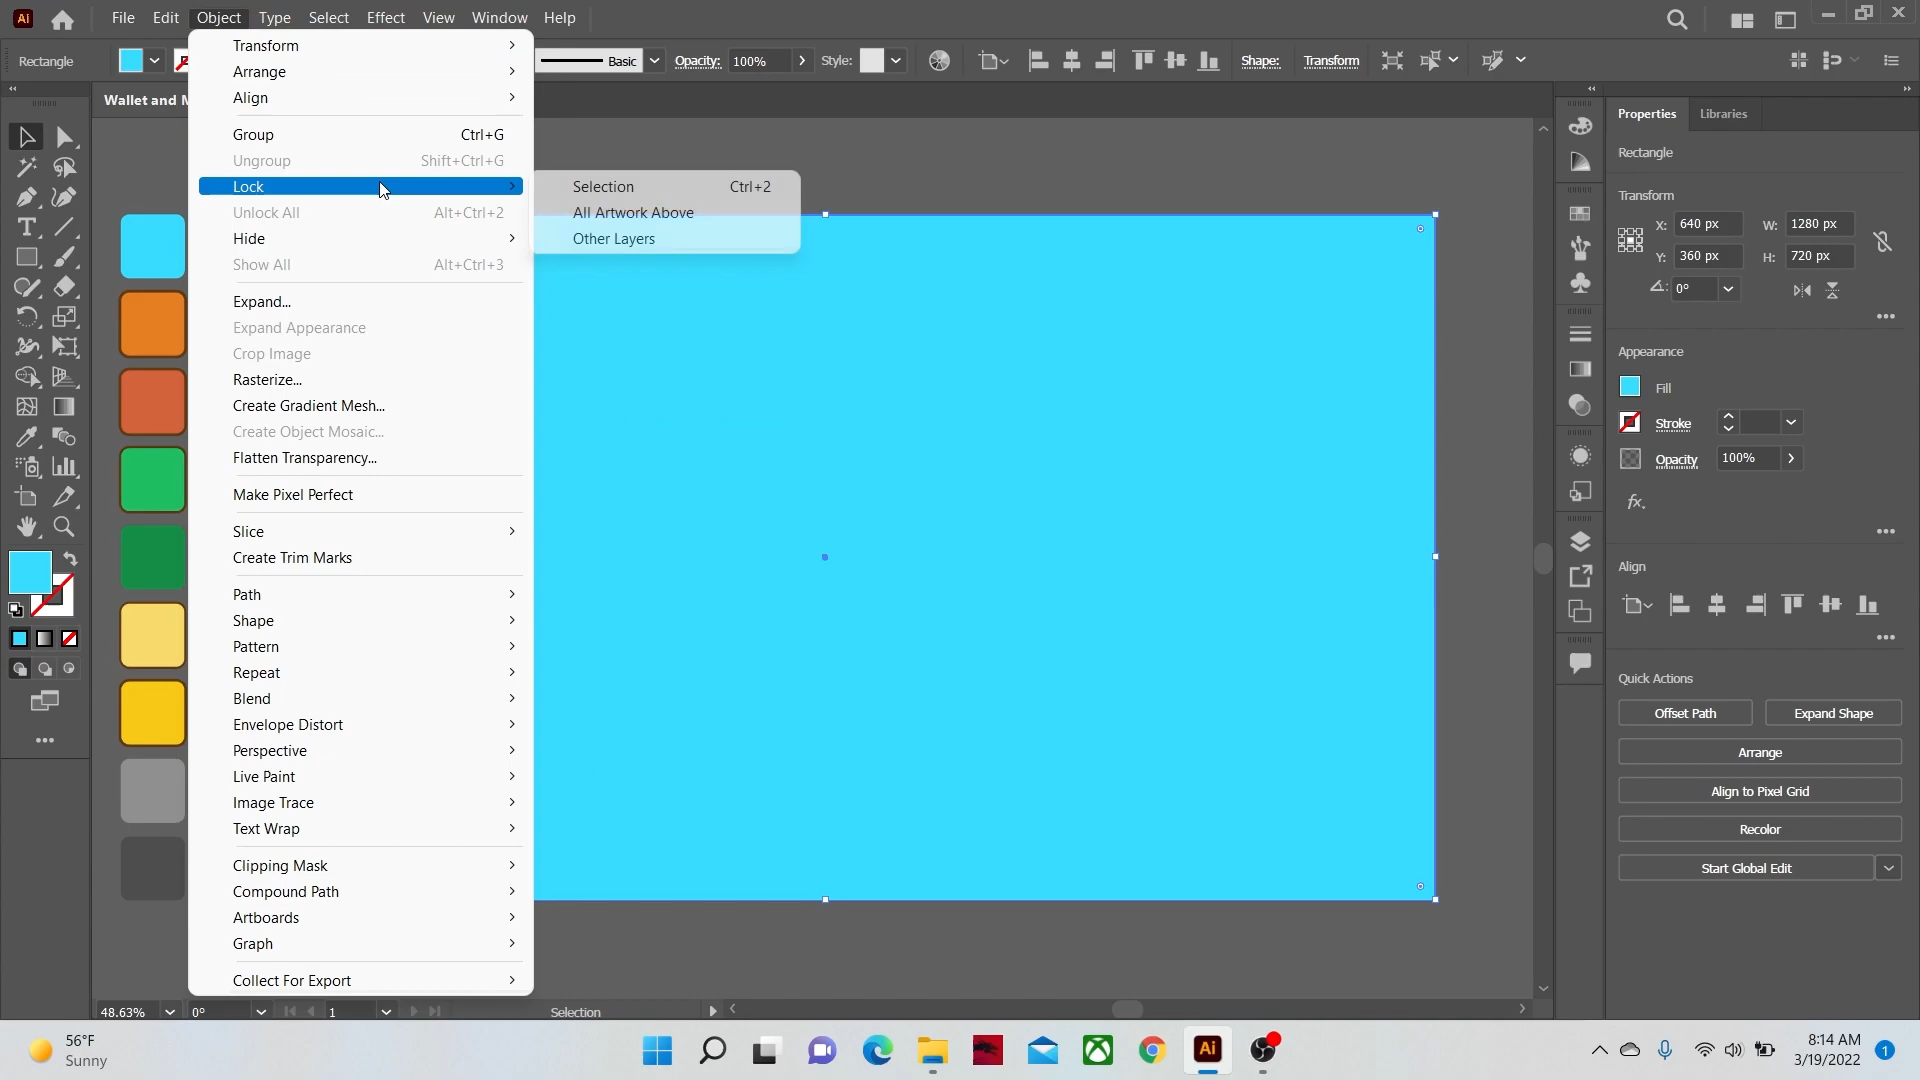 Ai File Edit Object Type Select Effect View Window Help
Rectangle Basic Opacity: 100% Style: Shape: Transform
Wallet and M
Transform
Arrange
Align
Group Ctrl+G
Ungroup Shift+Ctrl+G
Lock
Unlock All Alt+Ctrl+2
Hide
Show All Alt+Ctrl+3
Expand...
Expand Appearance
Crop Image
Rasterize...
Create Gradient Mesh...
Create Object Mosaic...
Flatten Transparency...
Make Pixel Perfect
Slice
Create Trim Marks
Path
Shape
Pattern
Repeat
Blend
Envelope Distort
Perspective
Live Paint
Image Trace
Text Wrap
Clipping Mask
Compound Path
Artboards
Graph
Collect For Export
Selection Ctrl+2
All Artwork Above
Other Layers
Properties Libraries
Rectangle
Transform
X: 640 px W: 1280 px
Y: 360 px H: 720 px
0°
Appearance
Fill
Stroke
Opacity 100%
fx.
Align
Quick Actions
Offset Path Expand Shape
Arrange
Align to Pixel Grid
Recolor
Start Global Edit
48.63% 0° 1 Selection
56°F
Sunny
Ai
8:14 AM
3/19/2022
1